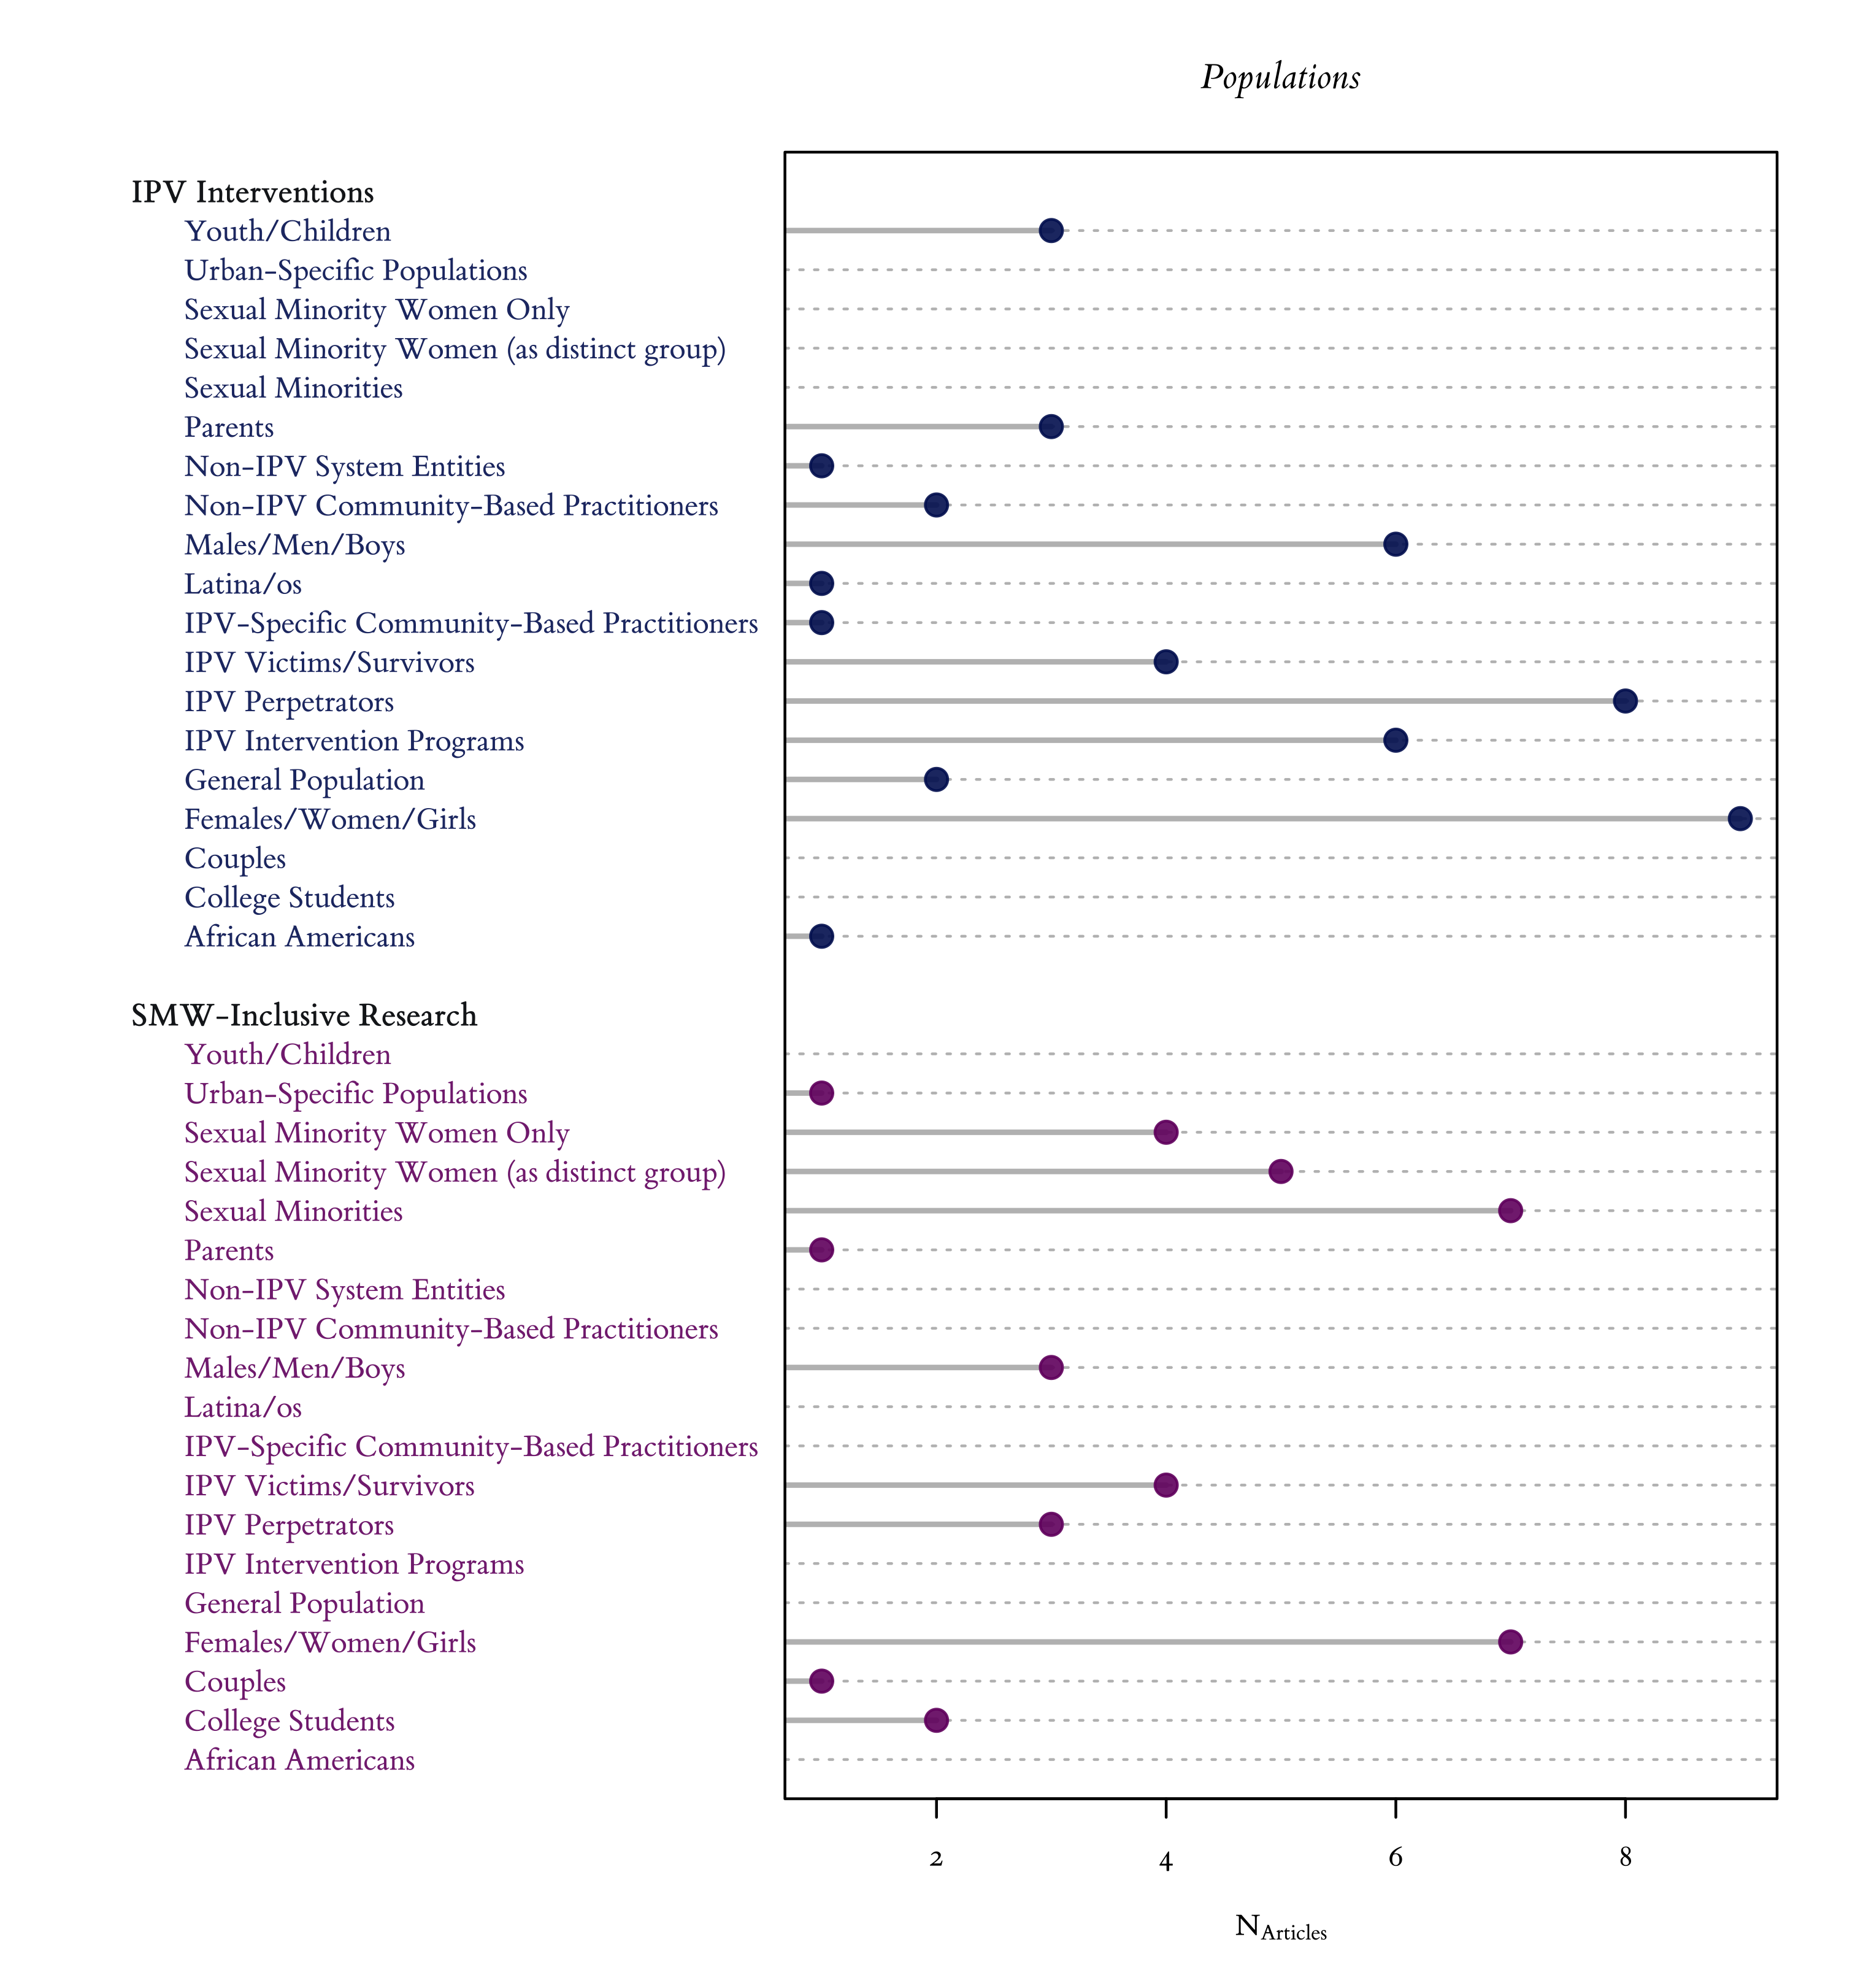 Populations
IPV Interventions
Youth/Children
Urban-Specific Populations
Sexual Minority Women Only
Sexual Minority Women (as distinct group)
Sexual Minorities
Parents
Non-IPV System Entities
Non-IPV Community-Based Practitioners
Males/Men/Boys
Latina/os
IPV-Specific Community-Based Practitioners
IPV Victims/Survivors
IPV Perpetrators
IPV Intervention Programs
General Population
Females/Women/Girls
Couples
College Students
African Americans
SMW-Inclusive Research
Youth/Children
Urban-Specific Populations
Sexual Minority Women Only
Sexual Minority Women (as distinct group)
Sexual Minorities
Parents
Non-IPV System Entities
Non-IPV Community-Based Practitioners
Males/Men/Boys
Latina/os
IPV-Specific Community-Based Practitioners
IPV Victims/Survivors
IPV Perpetrators
IPV Intervention Programs
General Population
Females/Women/Girls
Couples
College Students
African Americans
2 4 6 8
NArticles